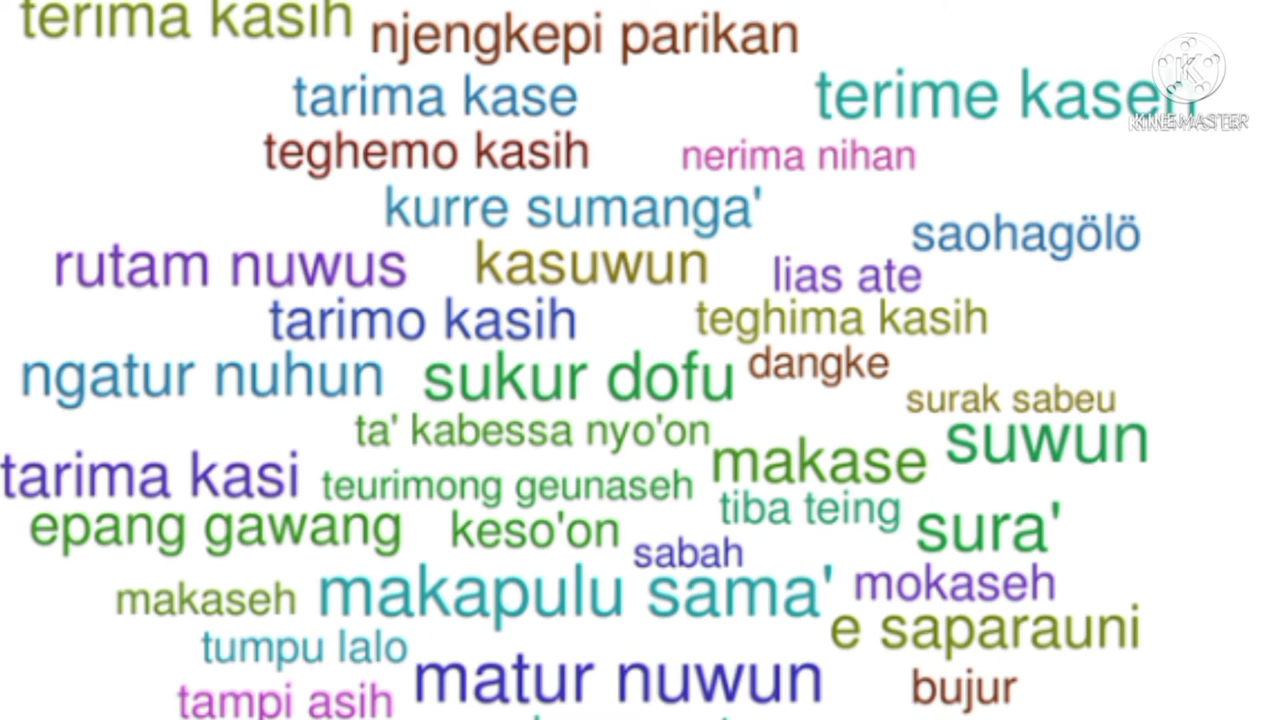 terima kasih
njengkepi parikan
tarima kase
terime kaseh
K
KINEMASTER
teghemo kasih
nerima nihan
kurre sumanga'
saohagölö
rutam nuwus
kasuwun
lias ate
tarimo kasih
teghima kasih
ngatur nuhun
sukur dofu
dangke
surak sabeu
ta' kabessa nyo'on
makase
suwun
tarima kasi
teurimong geunaseh
tiba teing
epang gawang
keso'on
sabah
sura'
makaseh
makapulu sama'
mokaseh
e saparauni
tumpu lalo
matur nuwun
bujur
tampi asih